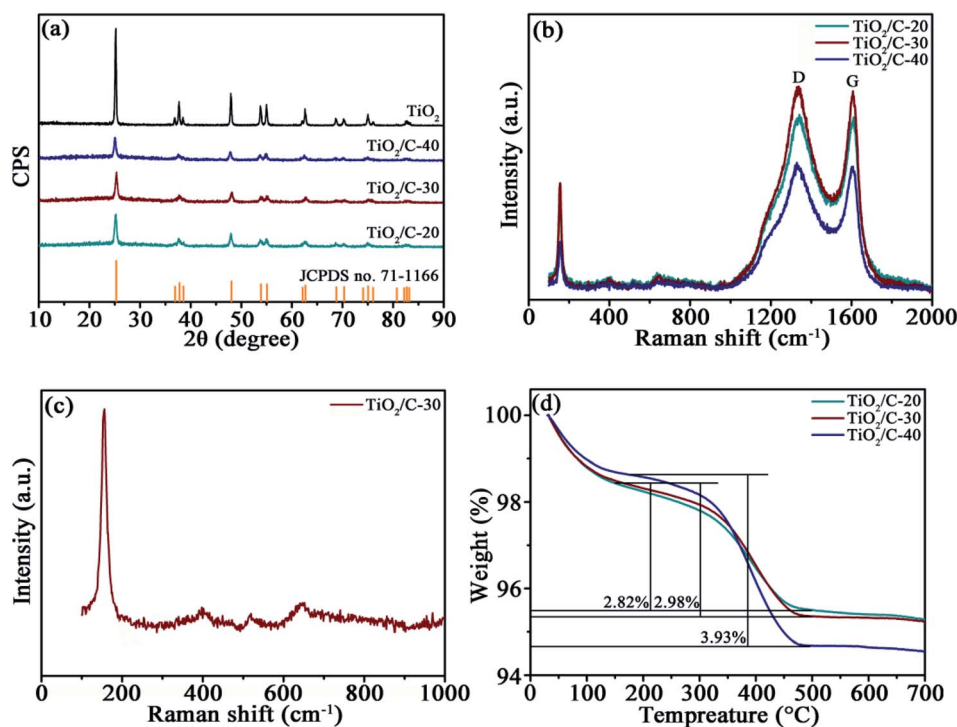 (a)
TiO2
TiO2/C-40
TiO2/C-30
TiO2/C-20
JCPDS no. 71-1166
CPS
10 20 30 40 50 60 70 80 90
2θ (degree)
(b)
TiO2/C-20
TiO2/C-30
TiO2/C-40
D G
Intensity (a.u.)
0 400 800 1200 1600 2000
Raman shift (cm-1)
(c)
TiO2/C-30
Intensity (a.u.)
0 200 400 600 800 1000
Raman shift (cm-1)
(d)
TiO2/C-20
TiO2/C-30
TiO2/C-40
100
98
96
94
Weight (%)
2.82% 2.98%
3.93%
0 100 200 300 400 500 600 700
Tempreature (°C)